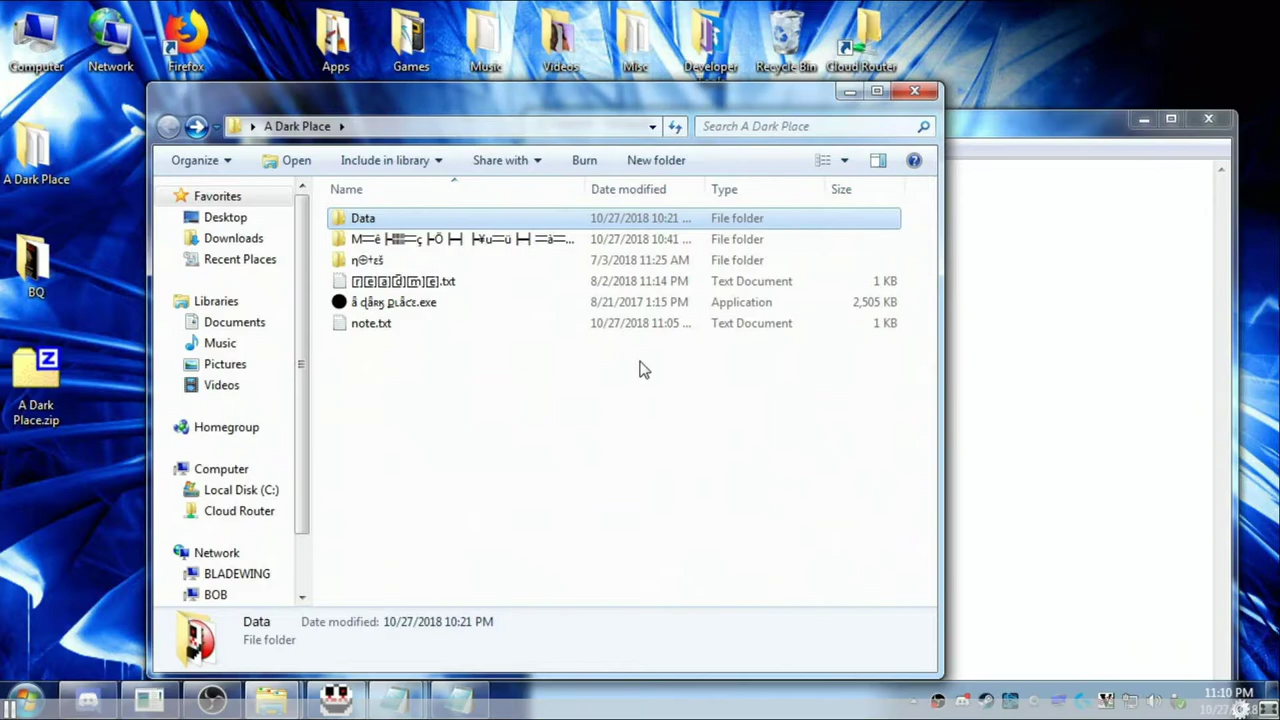 Computer
Network
Firefox
Apps
Games
Music
Videos
Misc
Developer
Recycle Bin
Cloud Router
A Dark Place
BQ
A Dark
Place.zip
A Dark Place
Search A Dark Place
Organize
Open
Include in library
Share with
Burn
New folder
Favorites
Desktop
Downloads
Recent Places
Libraries
Documents
Music
Pictures
Videos
Homegroup
Computer
Local Disk (C:)
Cloud Router
Network
BLADEWING
BOB
Name Date modified Type Size
Data 10/27/2018 10:21 ... File folder
10/27/2018 10:41 ... File folder
7/3/2018 11:25 AM File folder
[r][e][a][d][m][e].txt 8/2/2018 11:14 PM Text Document 1 KB
8/21/2017 1:15 PM Application 2,505 KB
note.txt 10/27/2018 11:05 ... Text Document 1 KB
Data Date modified: 10/27/2018 10:21 PM
File folder
11:10 PM
10/27/2018